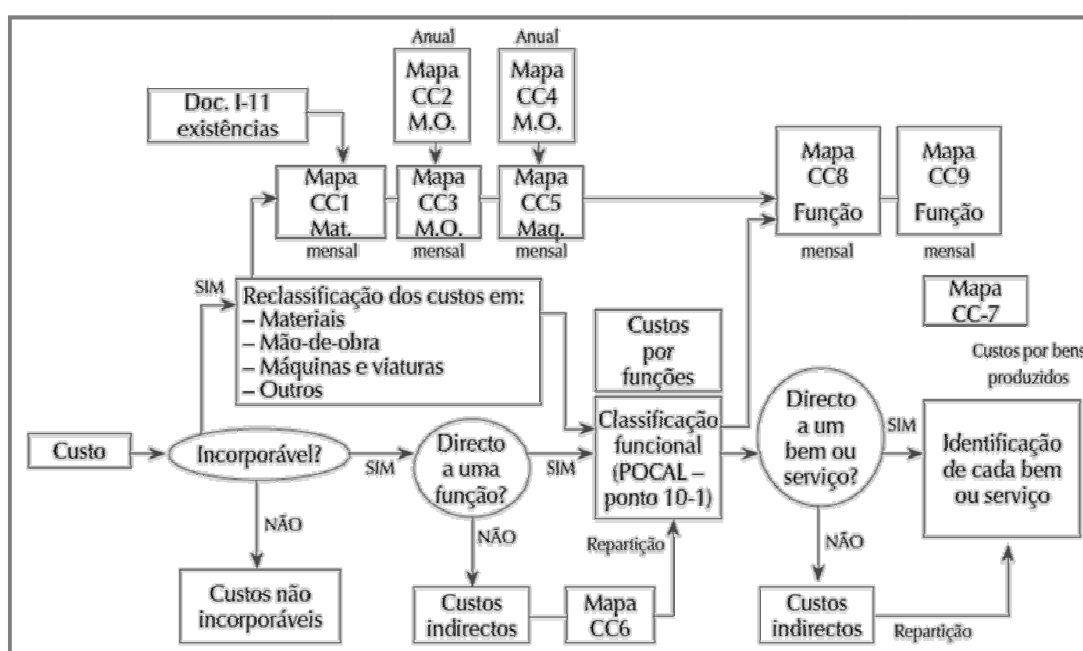 Anual
Mapa
CC2
M.O.
Anual
Mapa
CC4
M.O.
Doc. I-11
existências
Mapa
CC1
Mat.
mensal
Mapa
CC3
M.O.
mensal
Mapa
CC5
Maq.
mensal
Mapa
CC8
Função
mensal
Mapa
CC9
Função
mensal
SIM
Reclassificação dos custos em:
– Materiais
– Mão-de-obra
– Máquinas e viaturas
– Outros
Custos
por
funções
Mapa
CC-7
Custos por bens
produzidos
Custo
Incorporável?
SIM
Directo
a uma
função?
SIM
Classificação
funcional
(POCAL –
ponto 10-1)
Directo
a um
bem ou
serviço?
SIM
Identificação
de cada bem
ou serviço
NÃO
NÃO
Repartição
NÃO
Custos não
incorporáveis
Custos
indirectos
Mapa
CC6
Custos
indirectos
Repartição